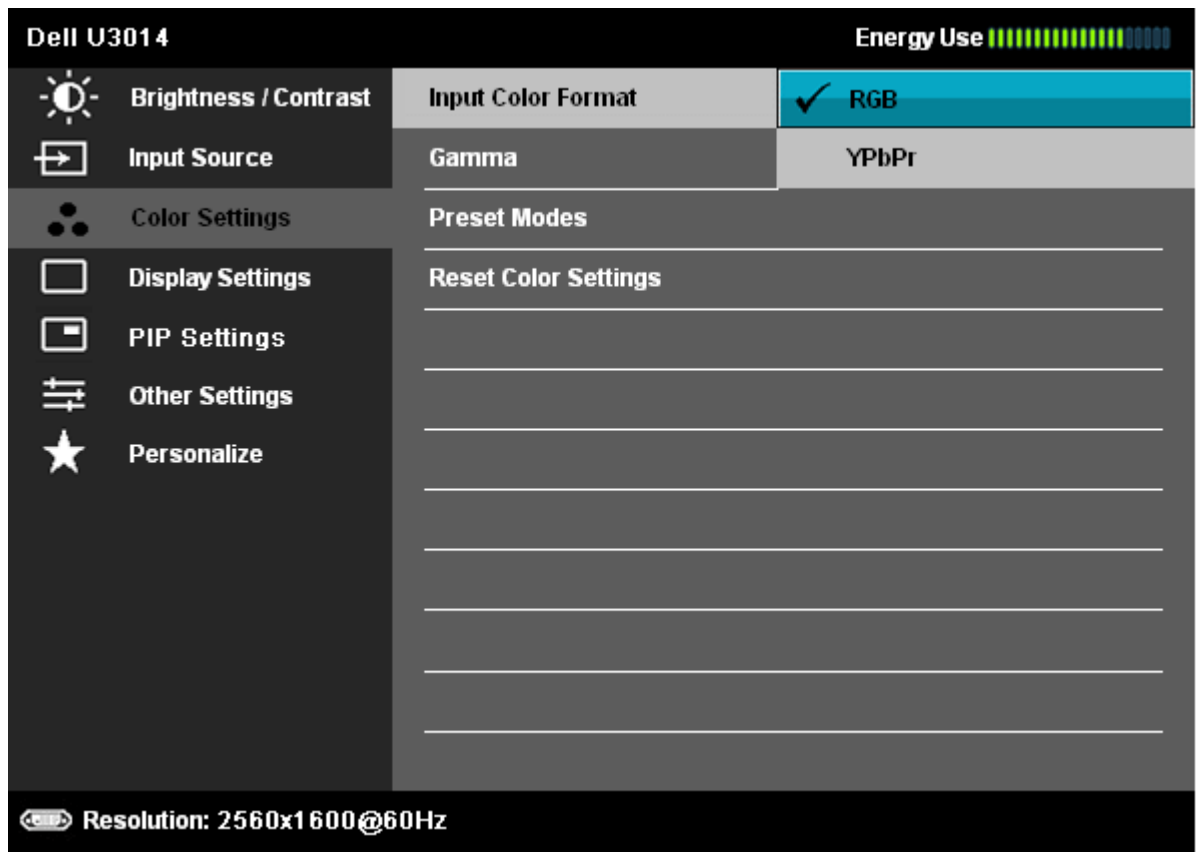 Dell U3014
Energy Use
Brightness / Contrast
Input Color Format
RGB
Input Source
Gamma
YPbPr
Color Settings
Preset Modes
Display Settings
Reset Color Settings
PIP Settings
Other Settings
Personalize
Resolution: 2560x1600@60Hz